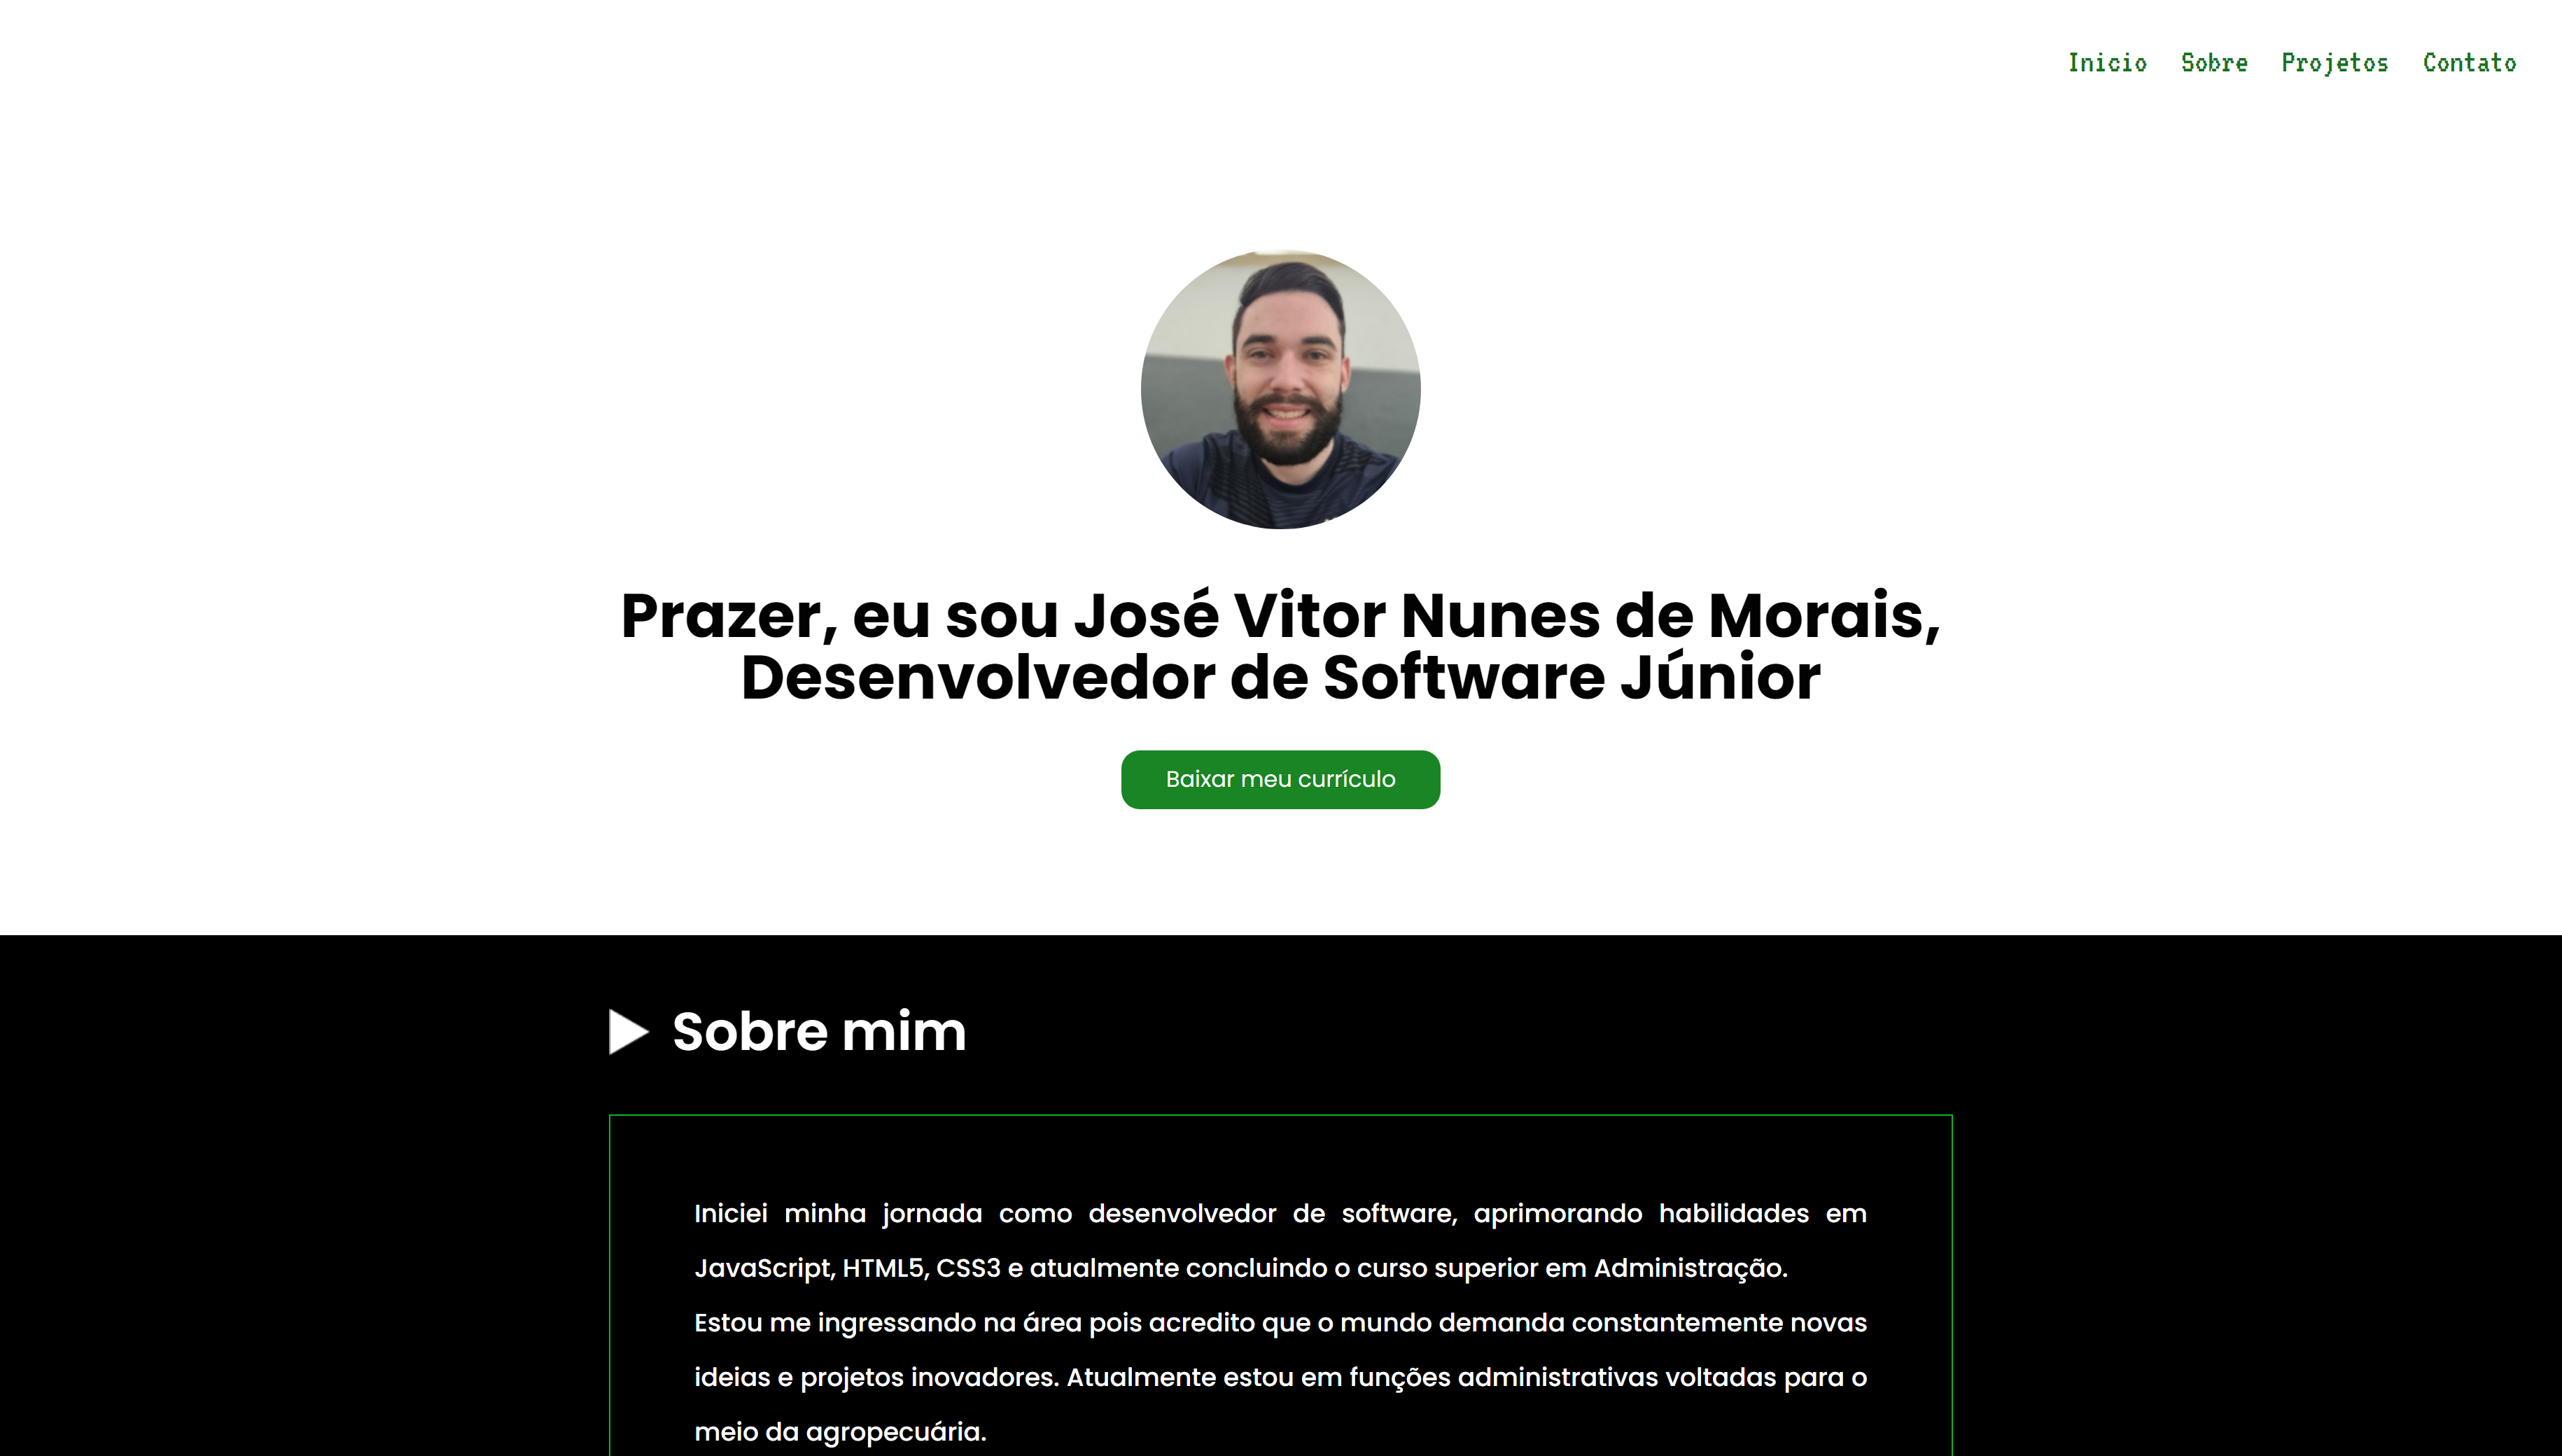 Inicio Sobre Projetos Contato
Prazer, eu sou José Vitor Nunes de Morais,
Desenvolvedor de Software Júnior
Baixar meu currículo
Sobre mim
Iniciei minha jornada como desenvolvedor de software, aprimorando habilidades em
JavaScript, HTML5, CSS3 e atualmente concluindo o curso superior em Administração.
Estou me ingressando na área pois acredito que o mundo demanda constantemente novas
ideias e projetos inovadores. Atualmente estou em funções administrativas voltadas para o
meio da agropecuária.